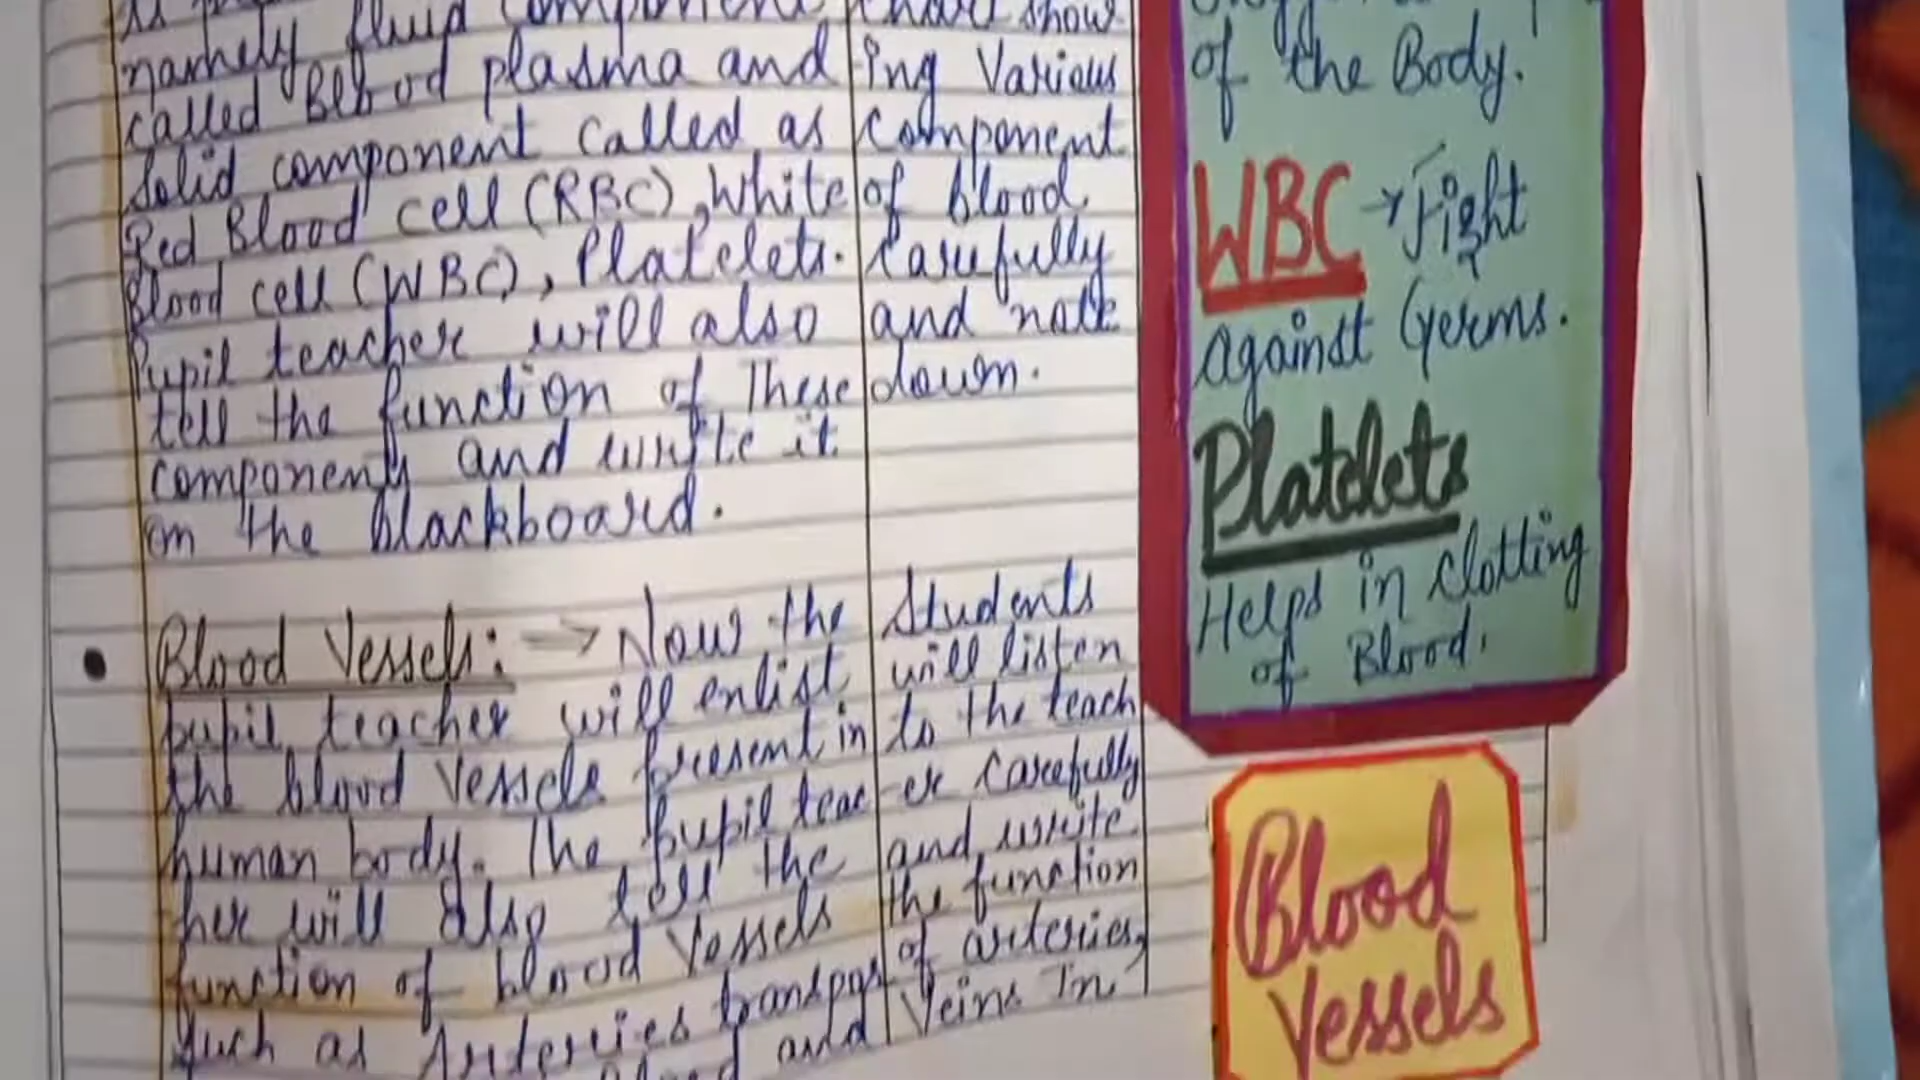 namely fluid component
called Blood plasma and
Solid component called as
Red Blood cell (RBC), White
Blood cell (WBC), Platelets.
Pupil teacher will also
tell the function of These
components and write it
on the blackboard.
Blood Vessels: → Now the
pupil teacher will enlist
the blood Vessels present in
human body. The pupil teac
her will also tell the
function of blood Vessels
Such as Arteries transpor
and
chart show
ing Various
component
of blood
Carefully
and note
down.
Students
will listen
to the teach
er carefully
and write
the function
of arteries,
Veins In
of the Body.
WBC → Fight
against Germs.
Platelets
Helps in Clotting
of Blood.
Blood
Vessels